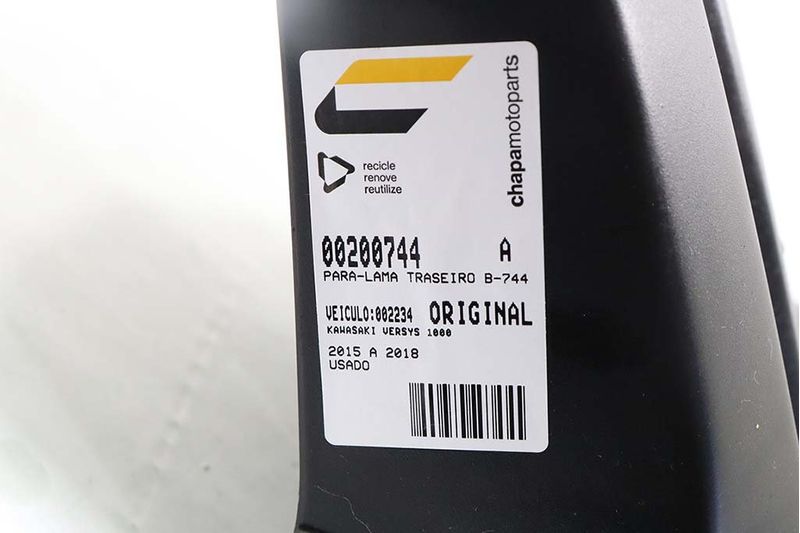 chapamotoparts
recicle
renove
reutilize
00200744 A
PARA-LAMA TRASEIRO B-744
VEICULO:002234 ORIGINAL
KAWASAKI VERSYS 1000
2015 A 2018
USADO